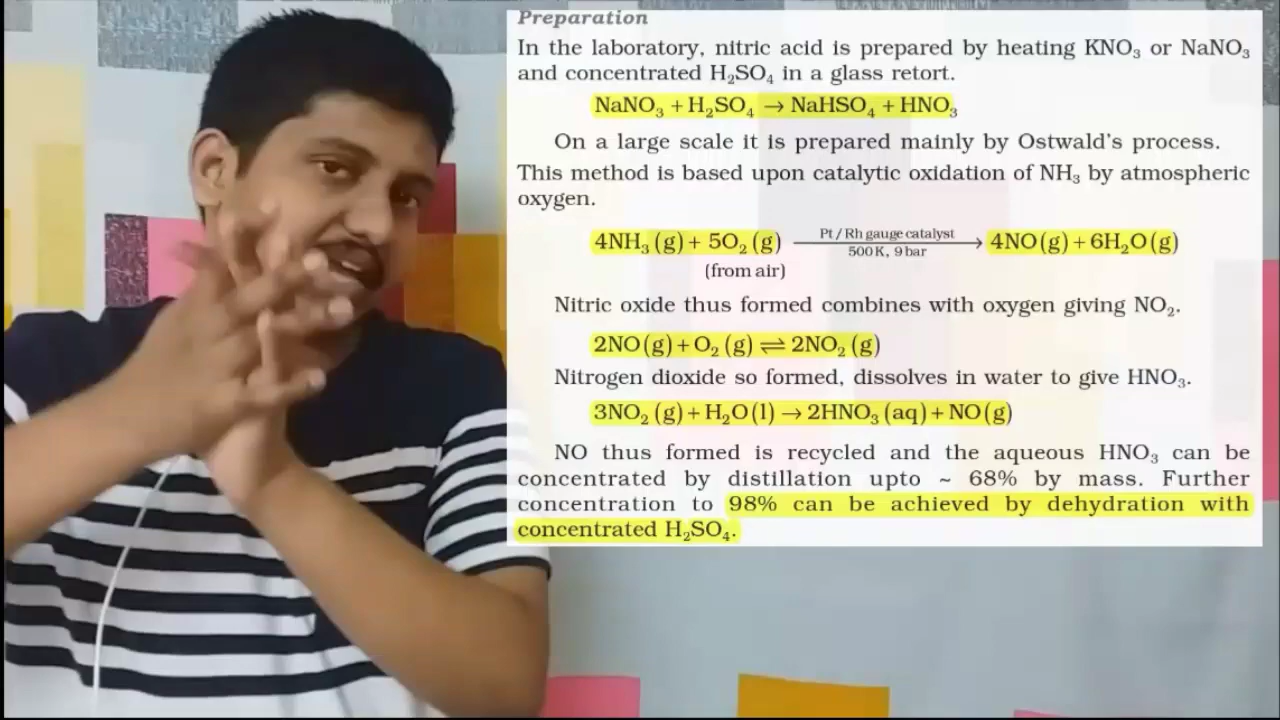 Preparation
In the laboratory, nitric acid is prepared by heating KNO₃ or NaNO₃
and concentrated H₂SO₄ in a glass retort.
NaNO₃ + H₂SO₄ → NaHSO₄ + HNO₃
On a large scale it is prepared mainly by Ostwald’s process.
This method is based upon catalytic oxidation of NH₃ by atmospheric
oxygen.
4NH₃ (g) + 5O₂ (g) Pt / Rh gauge catalyst 500 K, 9 bar → 4NO (g) + 6H₂O (g)
(from air)
Nitric oxide thus formed combines with oxygen giving NO₂.
2NO (g) + O₂ (g) ⇌ 2NO₂ (g)
Nitrogen dioxide so formed, dissolves in water to give HNO₃.
3NO₂ (g) + H₂O (l) → 2HNO₃ (aq) + NO (g)
NO thus formed is recycled and the aqueous HNO₃ can be
concentrated by distillation upto ~ 68% by mass. Further
concentration to 98% can be achieved by dehydration with
concentrated H₂SO₄.